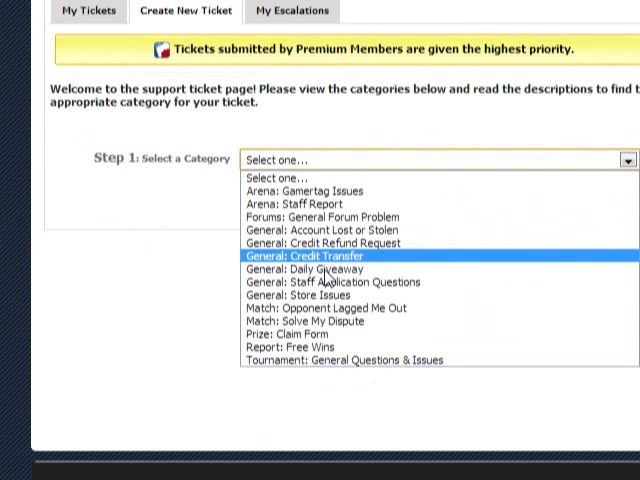 My Tickets
Create New Ticket
My Escalations
Tickets submitted by Premium Members are given the highest priority.
Welcome to the support ticket page! Please view the categories below and read the descriptions to find t
appropriate category for your ticket.
Step 1: Select a Category
Select one...
Select one...
Arena: Gamertag Issues
Arena: Staff Report
Forums: General Forum Problem
General: Account Lost or Stolen
General: Credit Refund Request
General: Credit Transfer
General: Daily Giveaway
General: Staff Application Questions
General: Store Issues
Match: Opponent Lagged Me Out
Match: Solve My Dispute
Prize: Claim Form
Report: Free Wins
Tournament: General Questions & Issues